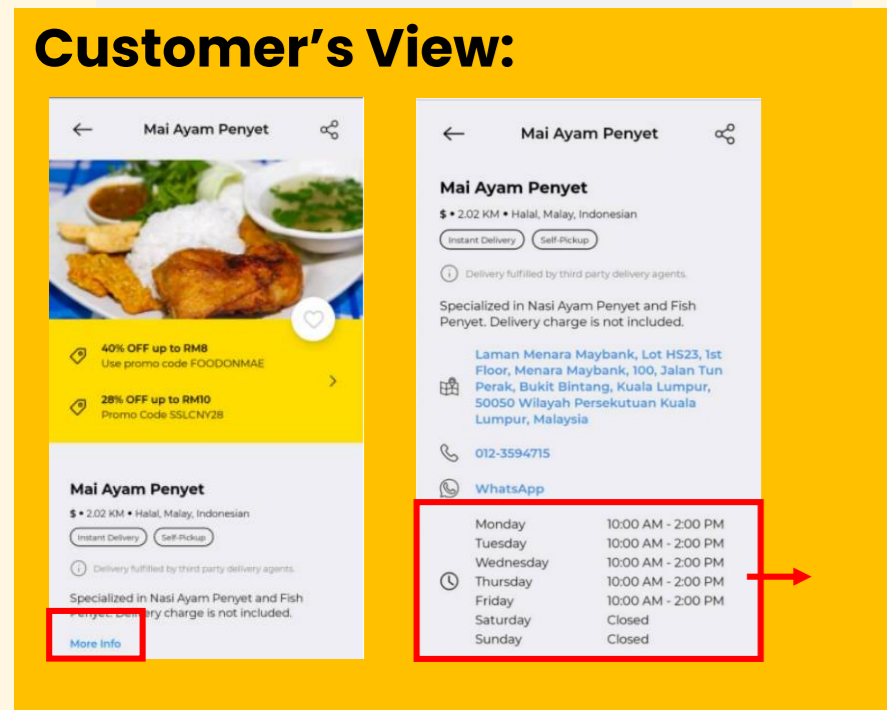 Customer's View:
Mai Ayam Penyet
40% OFF up to RM8
Use promo code FOODONMAE
28% OFF up to RM10
Promo Code SSLCNY28
Mai Ayam Penyet
$ • 2.02 KM • Halal, Malay, Indonesian
Instant Delivery
Self-Pickup
Delivery fulfilled by third party delivery agents.
Specialized in Nasi Ayam Penyet and Fish
Penyet. Delivery charge is not included.
More Info
Mai Ayam Penyet
Mai Ayam Penyet
$ • 2.02 KM • Halal, Malay, Indonesian
Instant Delivery
Self-Pickup
Delivery fulfilled by third party delivery agents.
Specialized in Nasi Ayam Penyet and Fish
Penyet. Delivery charge is not included.
Laman Menara Maybank, Lot HS23, 1st
Floor, Menara Maybank, 100, Jalan Tun
Perak, Bukit Bintang, Kuala Lumpur,
50050 Wilayah Persekutuan Kuala
Lumpur, Malaysia
012-3594715
WhatsApp
Monday 10:00 AM - 2:00 PM
Tuesday 10:00 AM - 2:00 PM
Wednesday 10:00 AM - 2:00 PM
Thursday 10:00 AM - 2:00 PM
Friday 10:00 AM - 2:00 PM
Saturday Closed
Sunday Closed